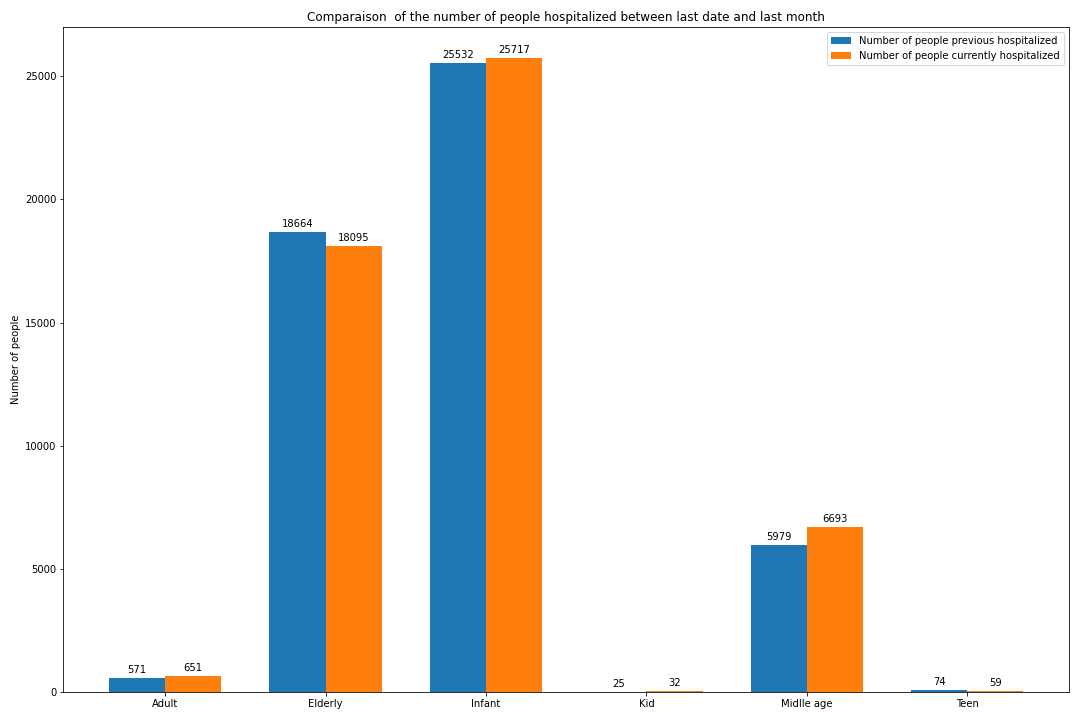 Comparaison  of the number of people hospitalized between last date and last month
Number of people previous hospitalized
Number of people currently hospitalized
Number of people
25000
20000
15000
10000
5000
0
571
651
18664
18095
25532
25717
25
32
5979
6693
74
59
Adult
Elderly
Infant
Kid
Midlle age
Teen